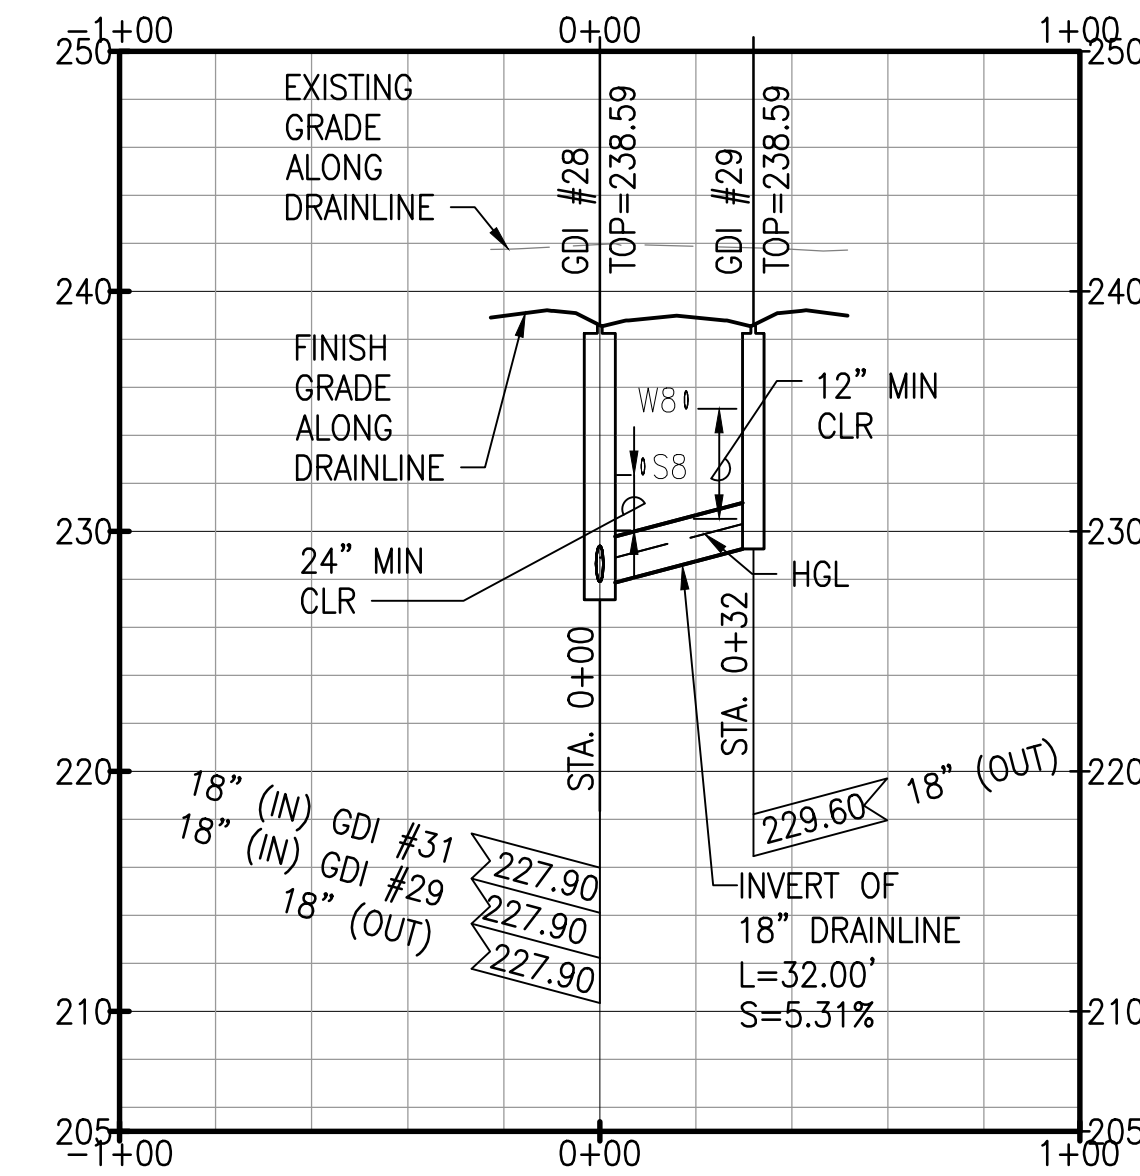 -1+00
0+00
1+00
250
250
EXISTING
GRADE
ALONG
DRAINLINE
GDI #28
TOP=238.59
GDI #29
TOP=238.59
240
240
FINISH
GRADE
ALONG
DRAINLINE
W8
S8
12" MIN
CLR
230
230
24" MIN
CLR
HGL
STA. 0+00
STA. 0+32
220
220
18" (IN) GDI #31
18" (IN) GDI #29
18" (OUT)
227.90
227.90
227.90
229.60
18" (OUT)
INVERT OF
18" DRAINLINE
L=32.00'
S=5.31%
210
210
205
205
-1+00
0+00
1+00